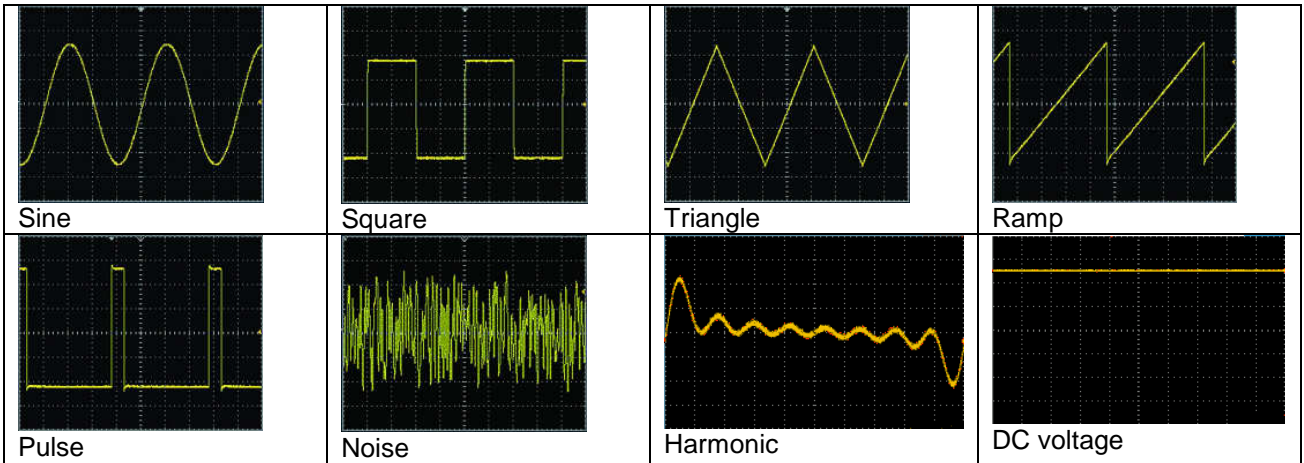 Sine
Square
Triangle
Ramp
Pulse
Noise
Harmonic
DC voltage